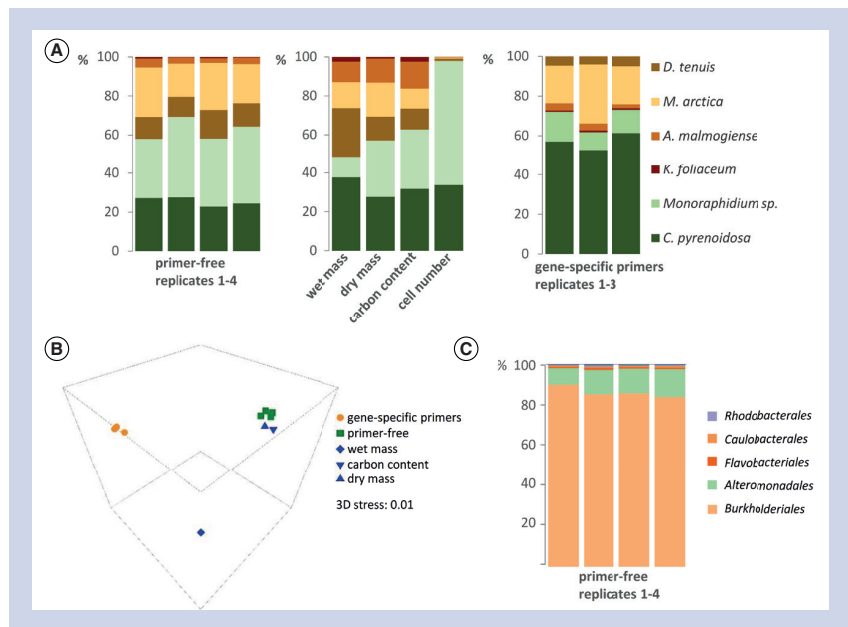 A
%
100
80
60
40
20
0
primer-free
replicates 1-4
%
100
80
60
40
20
0
wet mass
dry mass
carbon content
cell number
%
100
80
60
40
20
0
gene-specific primers
replicates 1-3
D. tenuis
M. arctica
A. malmogiense
K. foliaceum
Monoraphidium sp.
C. pyrenoidosa
B
gene-specific primers
primer-free
wet mass
carbon content
dry mass
3D stress: 0.01
C
%
100
80
60
40
20
primer-free
replicates 1-4
Rhodobacterales
Caulobacterales
Flavobacteriales
Alteromonadales
Burkholderiales